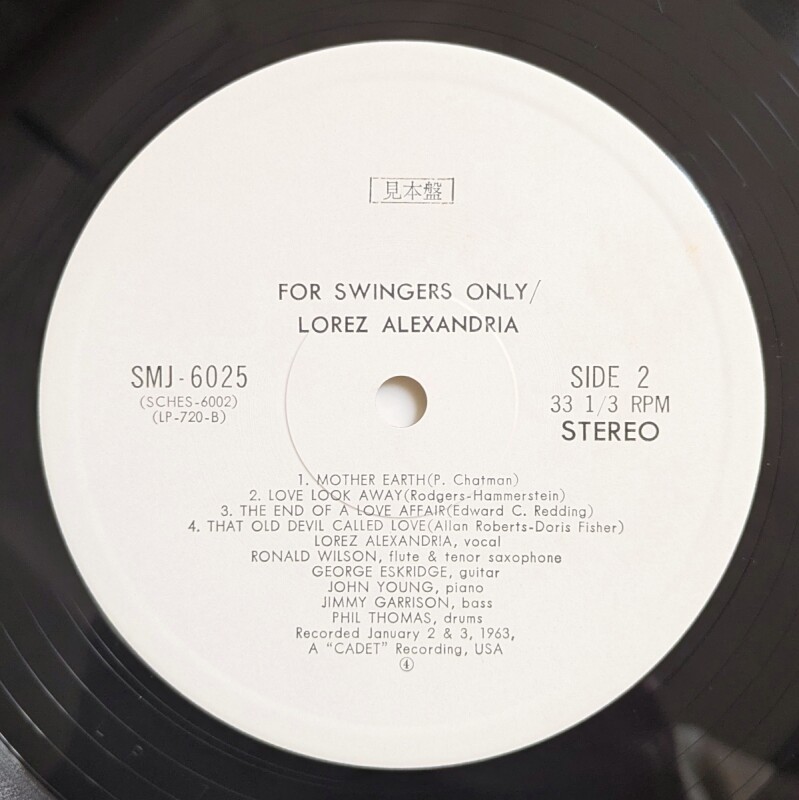 見本盤
FOR SWINGERS ONLY/
LOREZ ALEXANDRIA
SMJ-6025
(SCHES-6002)
(LP-720-B)
SIDE 2
33 1/3 RPM
STEREO
1. MOTHER EARTH(P. Chatman)
2. LOVE LOOK AWAY(Rodgers-Hammerstein)
3. THE END OF A LOVE AFFAIR(Edward C. Redding)
4. THAT OLD DEVIL CALLED LOVE(Allan Roberts-Doris Fisher)
LOREZ ALEXANDRIA, vocal
RONALD WILSON, flute & tenor saxophone
GEORGE ESKRIDGE, guitar
JOHN YOUNG, piano
JIMMY GARRISON, bass
PHIL THOMAS, drums
Recorded January 2 & 3, 1963,
A “CADET” Recording, USA
④